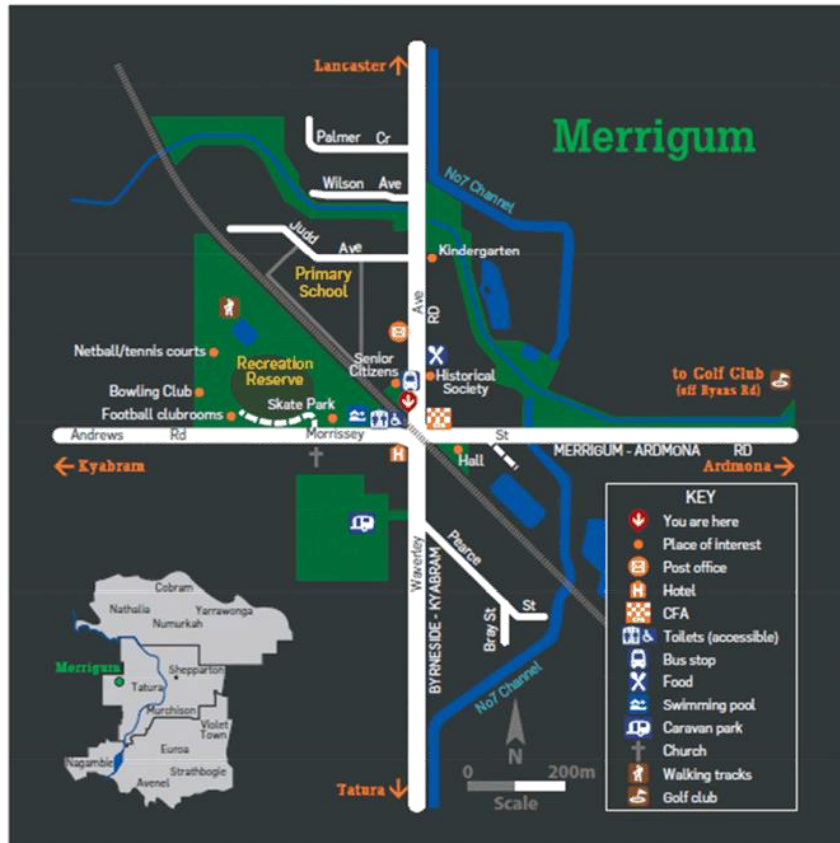 Lancaster
Merrigum
Palmer Cr
Wilson Ave
No7 Channel
Judd Ave
Kindergarten
Primary
School
Ave
RD
Netball/tennis courts
Recreation
Reserve
Senior
Citizens
Historical
Society
to Golf Club
(off Ryans Rd)
Bowling Club
Skate Park
Football clubrooms
CFA
Andrews Rd Morrissey St
MERRIGUM - ARDMONA RD
Kyabram
H
Hall
Ardmona
Waverley
BYRNESIDE - KYABRAM
Pearce St
Bray St
No7 Channel
KEY
You are here
Place of interest
Post office
H Hotel
CFA CFA
Toilets (accessible)
Bus stop
Food
Swimming pool
Caravan park
Church
Walking tracks
Golf club
Cobram
Nathalia
Yarrawonga
Numurkah
Merrigum
Shepparton
Tatura
Murchison
Violet
Town
Nagambie
Euroa
Strathbogie
Avenel
N
0 200m
Scale
Tatura